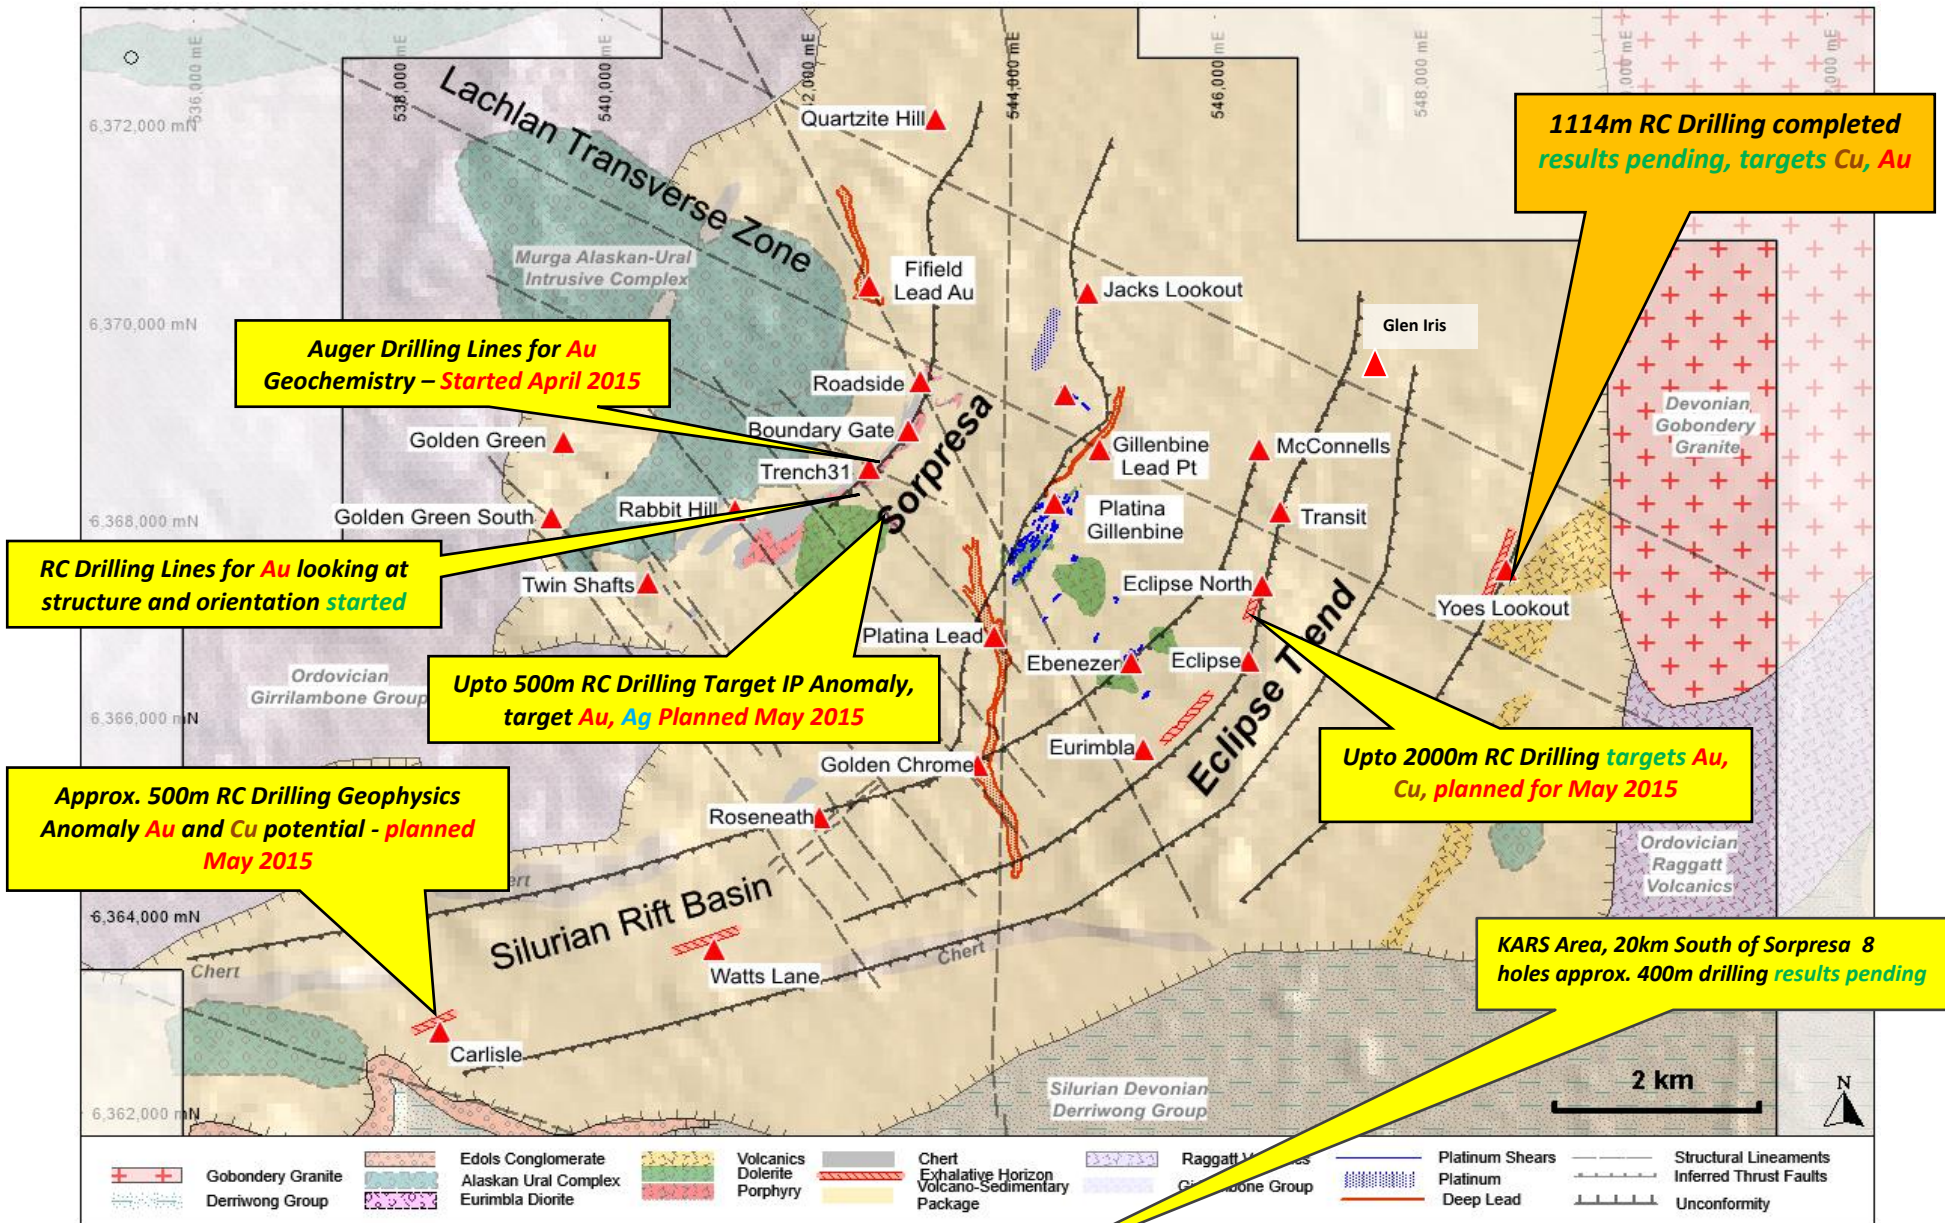 536,000 mE
538,000 mE
540,000 mE
544,000 mE
546,000 mE
548,000 mE
6,372,000 mN
6,370,000 mN
6,368,000 mN
6,366,000 mN
6,364,000 mN
6,362,000 mN
Lachlan Transverse Zone
Quartzite Hill
1114m RC Drilling completed
results pending, targets Cu, Au
Murga Alaskan-Ural
Intrusive Complex
Fifield
Lead Au
Jacks Lookout
Glen Iris
Auger Drilling Lines for Au
Geochemistry – Started April 2015
Roadside
Boundary Gate
Trench31
Sorpresa
Golden Green
Golden Green South
Rabbit Hill
Gillenbine
Lead Pt
McConnells
Devonian
Gobondery
Granite
Platina
Gillenbine
Transit
RC Drilling Lines for Au looking at
structure and orientation started
Twin Shafts
Eclipse North
Yoes Lookout
Platina Lead
Ebenezer
Eclipse
Ordovician
Girrilambone Group
Upto 500m RC Drilling Target IP Anomaly,
target Au, Ag Planned May 2015
Eurimbla
Eclipse
Upto 2000m RC Drilling targets Au,
Cu, planned for May 2015
Golden Chrome
Approx. 500m RC Drilling Geophysics
Anomaly Au and Cu potential - planned
May 2015
Roseneath
Ordovician
Raggatt
Volcanics
Silurian Rift Basin
Chert
Watts Lane
Chert
KARS Area, 20km South of Sorpresa 8
holes approx. 400m drilling results pending
Carlisle
Silurian Devonian
Derriwong Group
2 km
N
Gobondery Granite
Derriwong Group
Edols Conglomerate
Alaskan Ural Complex
Eurimbla Diorite
Volcanics
Dolerite
Porphyry
Chert
Exhalative Horizon
Volcano-Sedimentary
Package
Raggatt
Group
Platinum Shears
Platinum
Deep Lead
Structural Lineaments
Inferred Thrust Faults
Unconformity